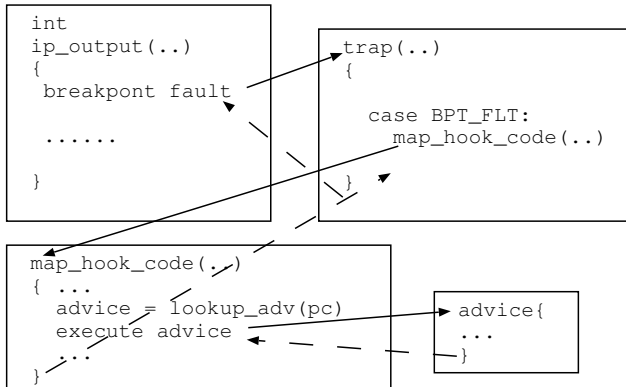 int
ip_output(..)
{
breakpont fault
......
}
trap(..)
{
case BPT_FLT:
map_hook_code(..)
}
map_hook_code(..)
{ ...
advice = lookup_adv(pc)
execute advice
...
}
advice{
...
}